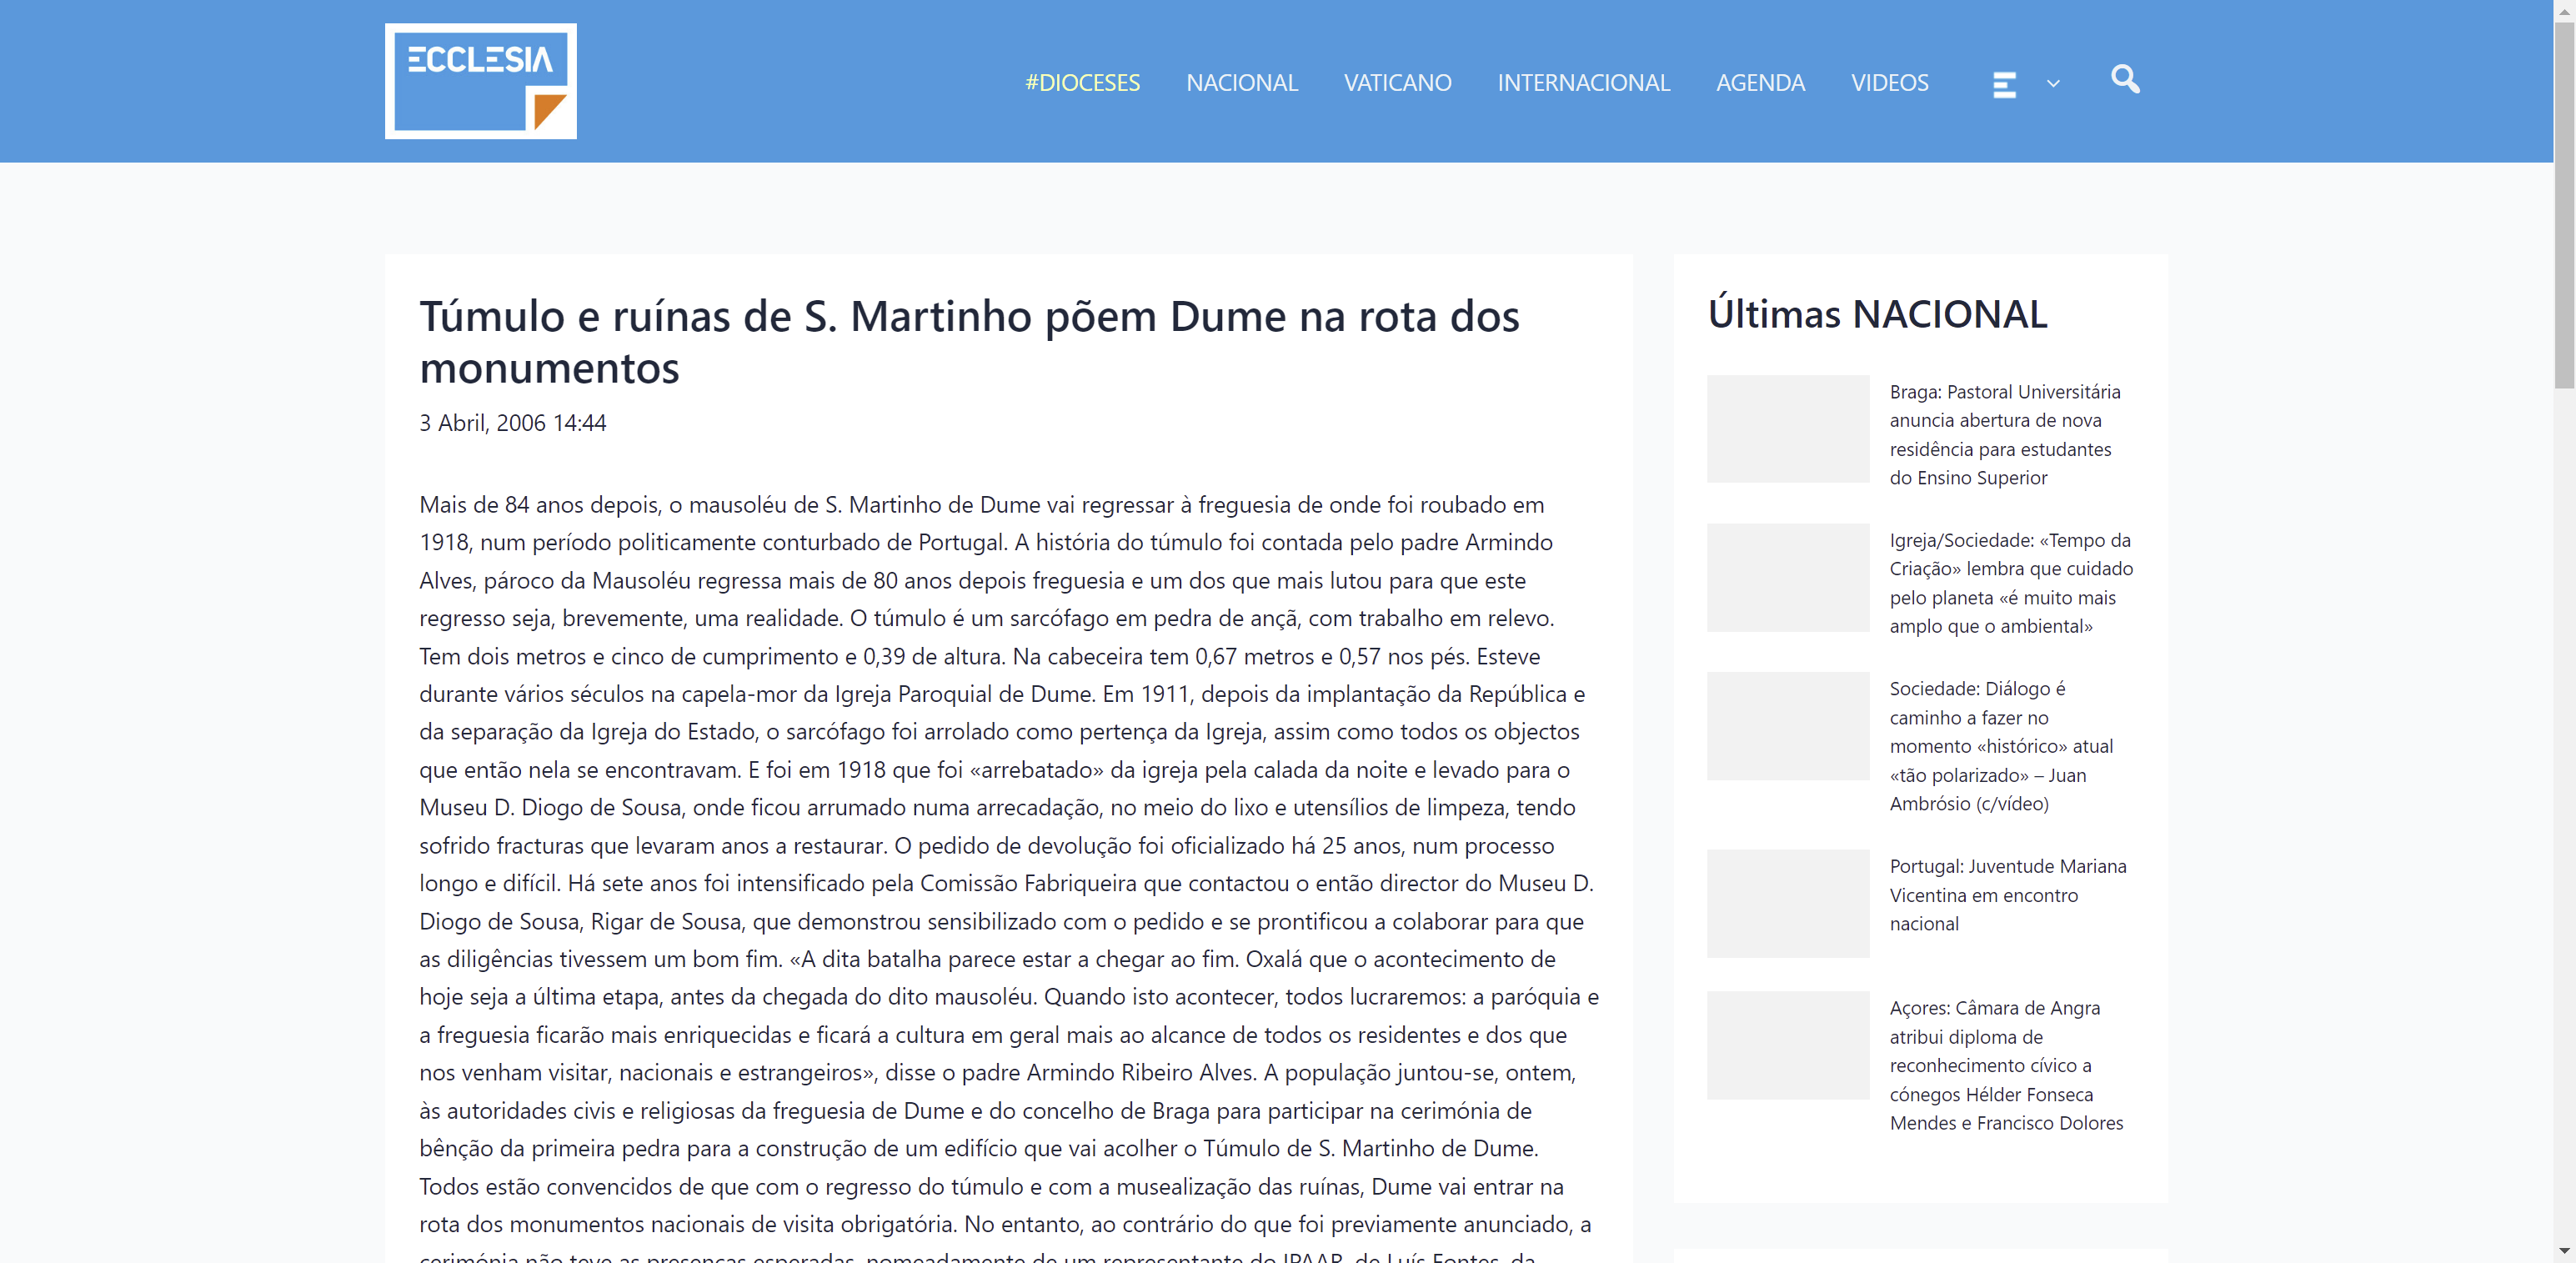 ECCLESIA
#DIOCESES NACIONAL VATICANO INTERNACIONAL AGENDA VIDEOS
Túmulo e ruínas de S. Martinho põem Dume na rota dos
monumentos
3 Abril, 2006 14:44
Mais de 84 anos depois, o mausoléu de S. Martinho de Dume vai regressar à freguesia de onde foi roubado em
1918, num período politicamente conturbado de Portugal. A história do túmulo foi contada pelo padre Armindo
Alves, pároco da Mausoléu regressa mais de 80 anos depois freguesia e um dos que mais lutou para que este
regresso seja, brevemente, uma realidade. O túmulo é um sarcófago em pedra de ançã, com trabalho em relevo.
Tem dois metros e cinco de cumprimento e 0,39 de altura. Na cabeceira tem 0,67 metros e 0,57 nos pés. Esteve
durante vários séculos na capela-mor da Igreja Paroquial de Dume. Em 1911, depois da implantação da República e
da separação da Igreja do Estado, o sarcófago foi arrolado como pertença da Igreja, assim como todos os objectos
que então nela se encontravam. E foi em 1918 que foi «arrebatado» da igreja pela calada da noite e levado para o
Museu D. Diogo de Sousa, onde ficou arrumado numa arrecadação, no meio do lixo e utensílios de limpeza, tendo
sofrido fracturas que levaram anos a restaurar. O pedido de devolução foi oficializado há 25 anos, num processo
longo e difícil. Há sete anos foi intensificado pela Comissão Fabriqueira que contactou o então director do Museu D.
Diogo de Sousa, Rigar de Sousa, que demonstrou sensibilizado com o pedido e se prontificou a colaborar para que
as diligências tivessem um bom fim. «A dita batalha parece estar a chegar ao fim. Oxalá que o acontecimento de
hoje seja a última etapa, antes da chegada do dito mausoléu. Quando isto acontecer, todos lucraremos: a paróquia e
a freguesia ficarão mais enriquecidas e ficará a cultura em geral mais ao alcance de todos os residentes e dos que
nos venham visitar, nacionais e estrangeiros», disse o padre Armindo Ribeiro Alves. A população juntou-se, ontem,
às autoridades civis e religiosas da freguesia de Dume e do concelho de Braga para participar na cerimónia de
bênção da primeira pedra para a construção de um edifício que vai acolher o Túmulo de S. Martinho de Dume.
Todos estão convencidos de que com o regresso do túmulo e com a musealização das ruínas, Dume vai entrar na
rota dos monumentos nacionais de visita obrigatória. No entanto, ao contrário do que foi previamente anunciado, a
cerimónia não teve as presenças esperadas, nomeadamente de um representante do IPAAR, de Luís Fontes, da
Últimas NACIONAL
Braga: Pastoral Universitária
anuncia abertura de nova
residência para estudantes
do Ensino Superior
Igreja/Sociedade: «Tempo da
Criação» lembra que cuidado
pelo planeta «é muito mais
amplo que o ambiental»
Sociedade: Diálogo é
caminho a fazer no
momento «histórico» atual
«tão polarizado» – Juan
Ambrósio (c/vídeo)
Portugal: Juventude Mariana
Vicentina em encontro
nacional
Açores: Câmara de Angra
atribui diploma de
reconhecimento cívico a
cónegos Hélder Fonseca
Mendes e Francisco Dolores